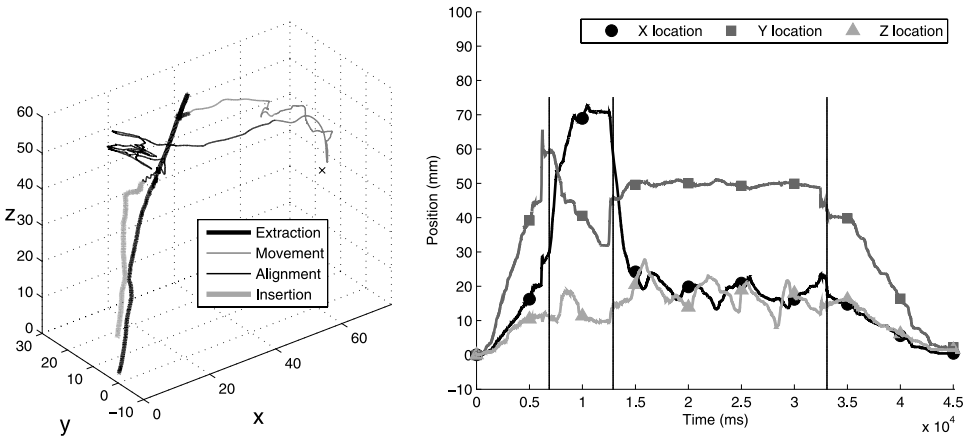 60
50
40
30
20
10
0
z
30
20
10
0
−10
y
0
20
40
60
x
×
Extraction
Movement
Alignment
Insertion
100
90
80
70
60
50
40
30
20
10
0
−10
Position (mm)
X location Y location Z location
0 0.5 1 1.5 2 2.5 3 3.5 4 4.5
Time (ms)
x 10⁴